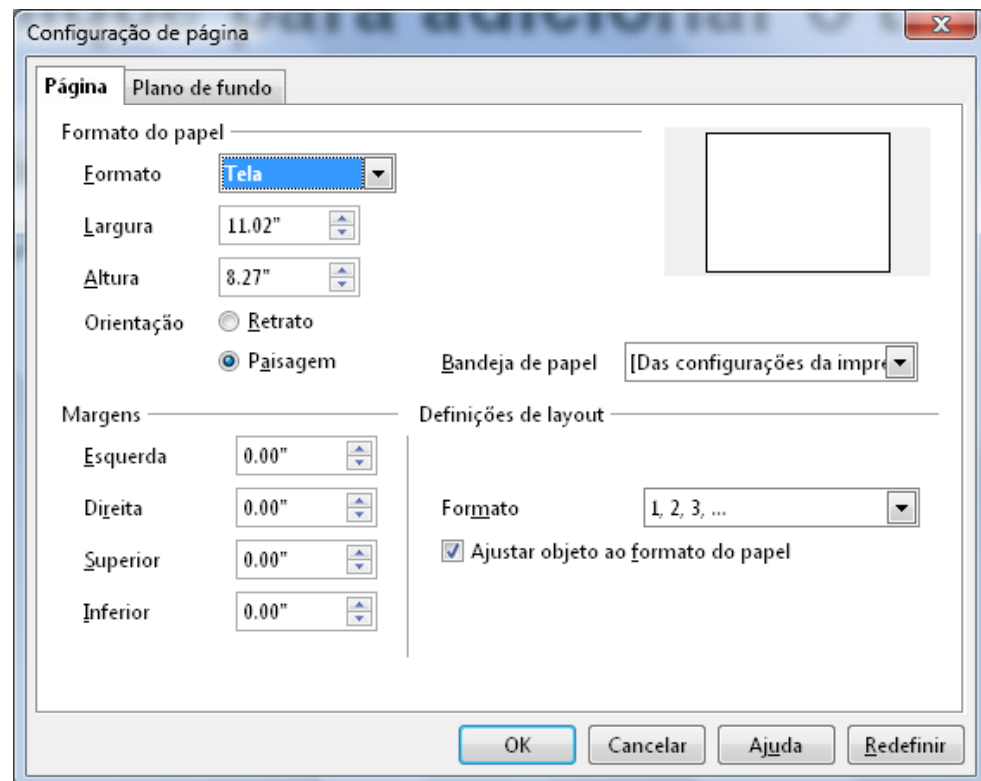 para adicionar o
Configuração de página
Página
Plano de fundo
Formato do papel
Formato
Tela
Largura
11.02"
Altura
8.27"
Orientação
Retrato
Paisagem
Bandeja de papel
[Das configurações da impre
Margens
Esquerda
0.00"
Direita
0.00"
Superior
0.00"
Inferior
0.00"
Definições de layout
Formato
1, 2, 3, ...
Ajustar objeto ao formato do papel
OK
Cancelar
Ajuda
Redefinir